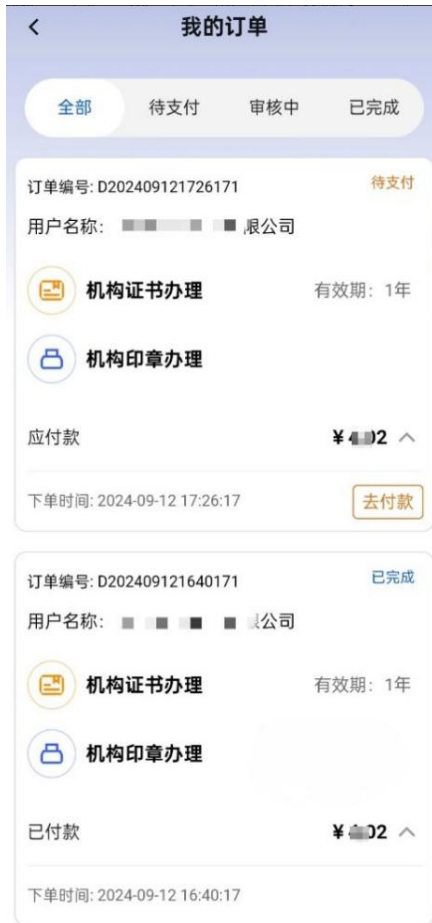 我的订单
全部 待支付 审核中 已完成
订单编号: D202409121726171 待支付
用户名称: 限公司
机构证书办理 有效期: 1年
机构印章办理
应付款 ¥ 02
下单时间: 2024-09-12 17:26:17 去付款
订单编号: D202409121640171 已完成
用户名称: 公司
机构证书办理 有效期: 1年
机构印章办理
已付款 ¥ 02
下单时间: 2024-09-12 16:40:17